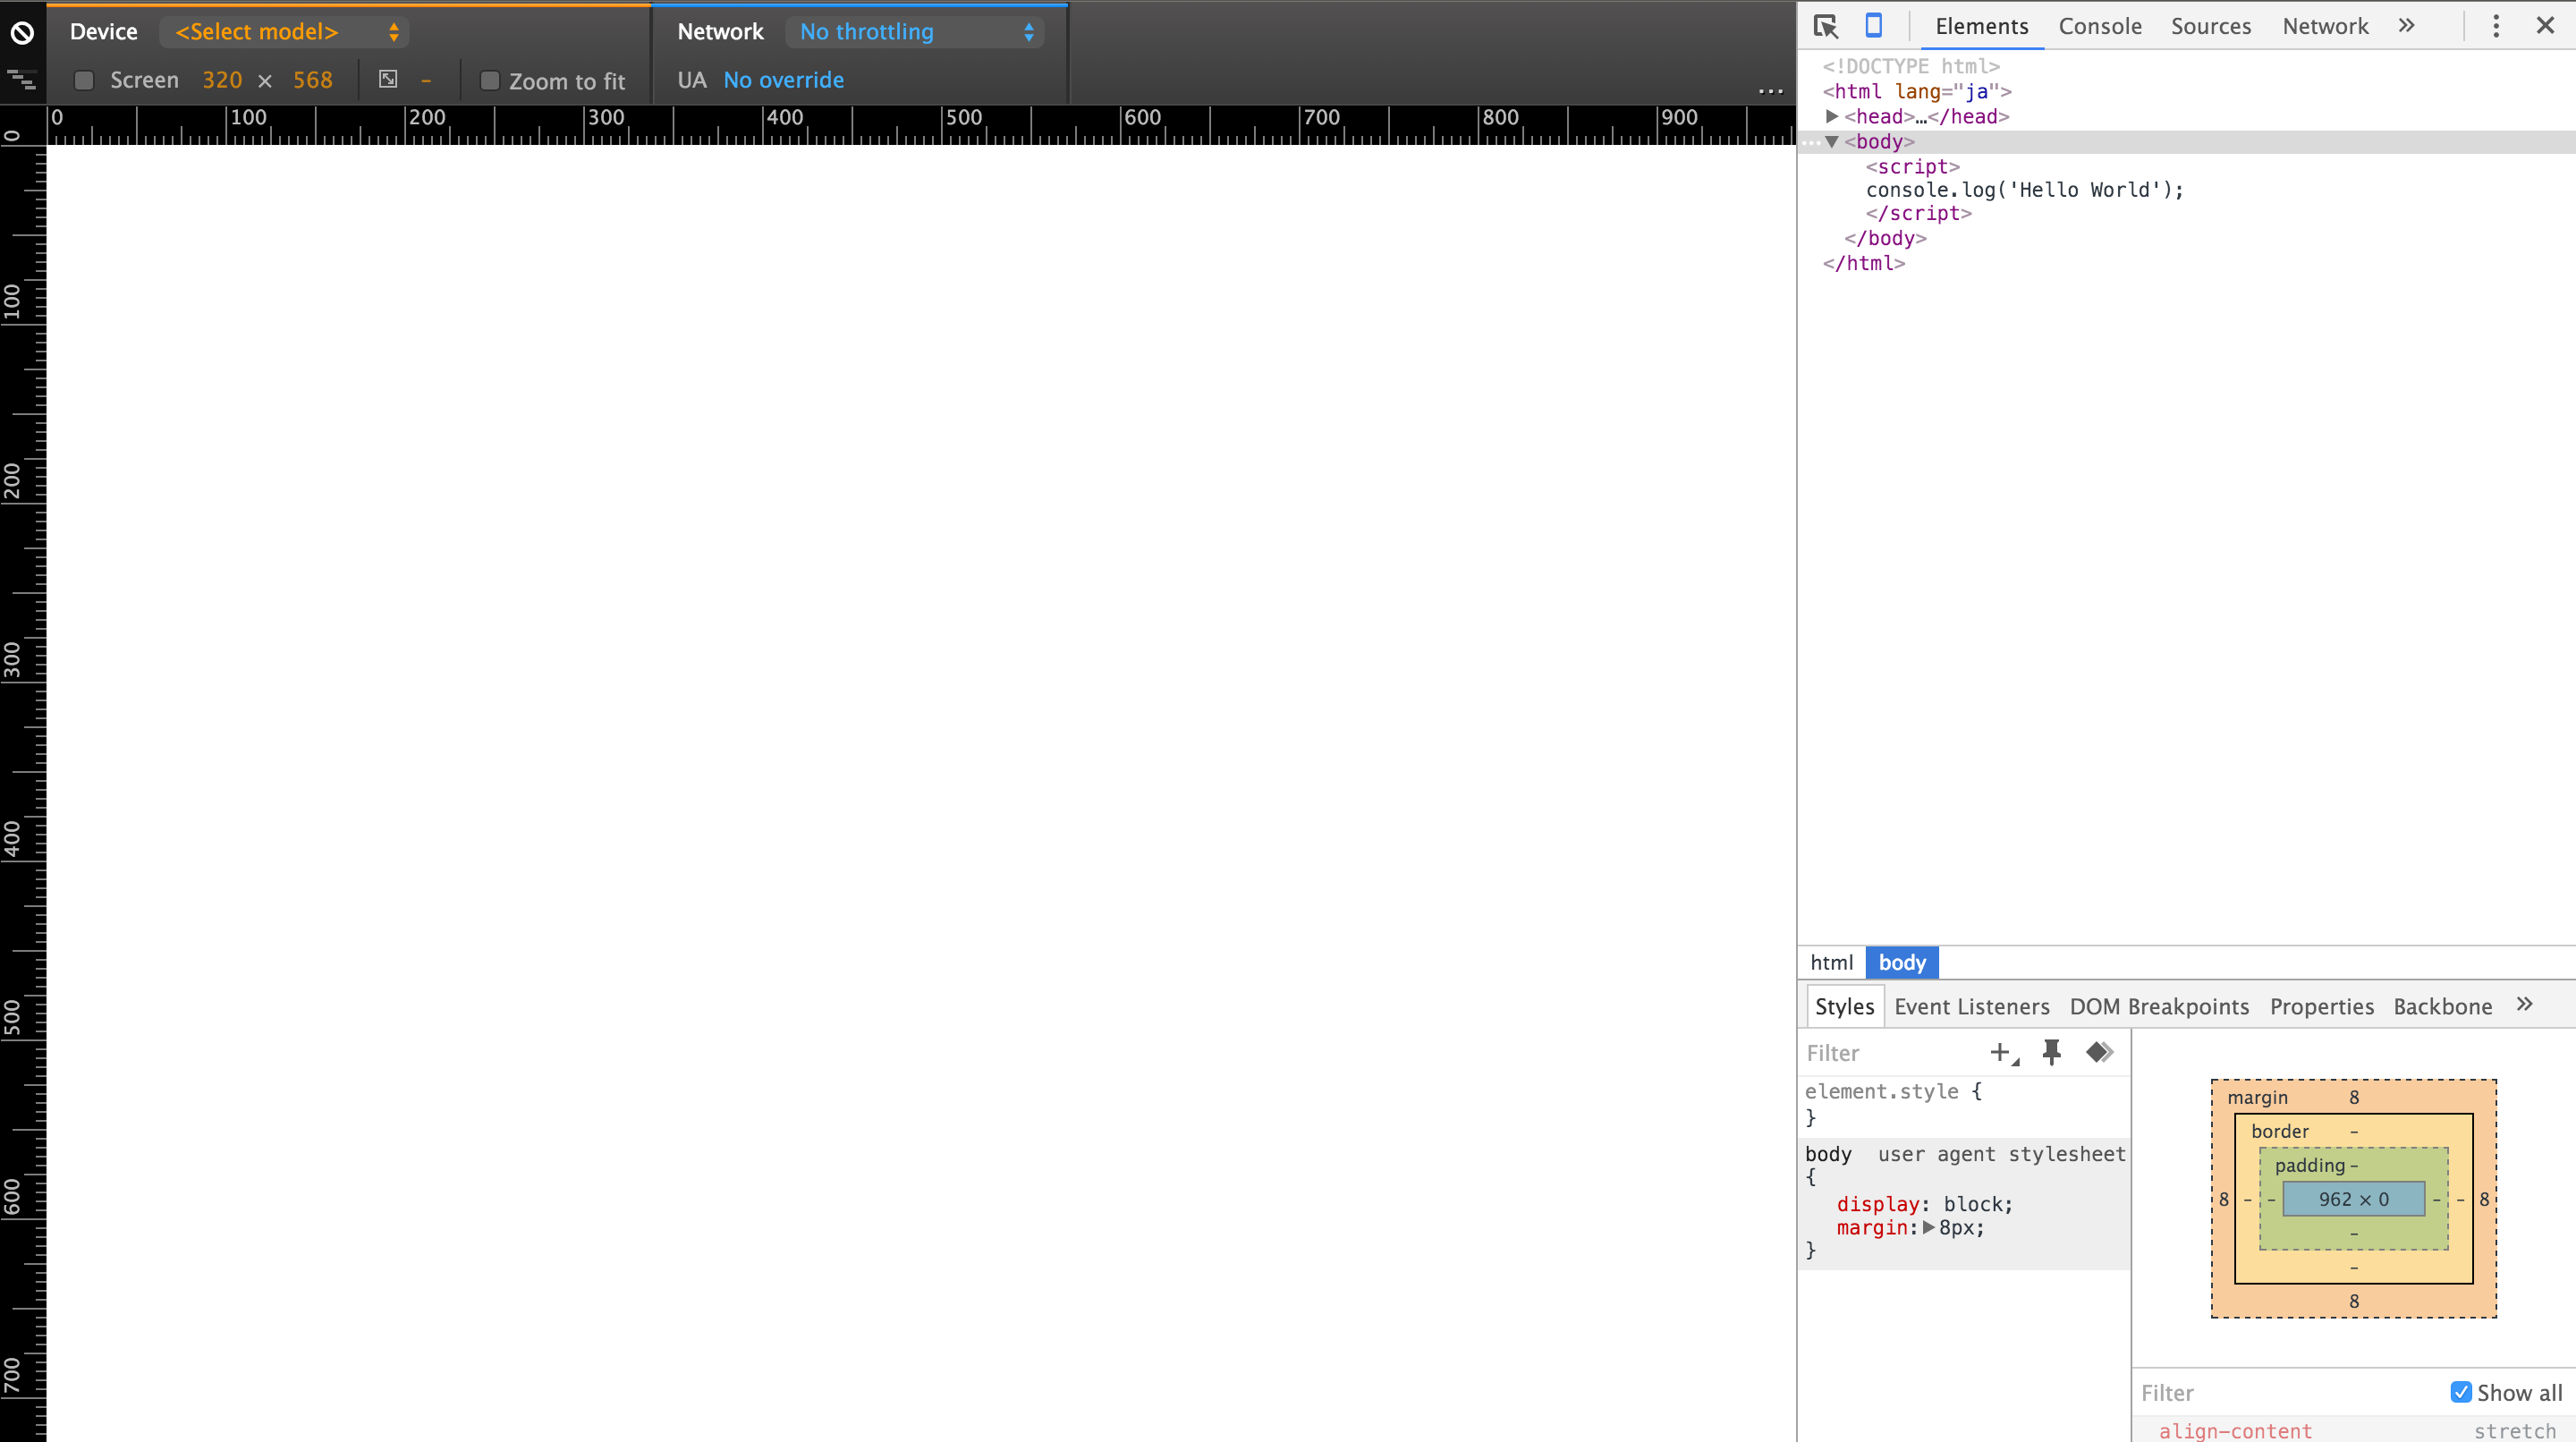 Device <Select model> Network No throttling
Screen 320 × 568 - Zoom to fit UA No override ...
0 100 200 300 400 500 600 700 800 900
0
100
200
300
400
500
600
700
Elements Console Sources Network »
<!DOCTYPE html>
<html lang="ja">
<head>…</head>
<body>
<script>
console.log('Hello World');
</script>
</body>
</html>
html body
Styles Event Listeners DOM Breakpoints Properties Backbone »
Filter
element.style {
}
body user agent stylesheet
{
display: block;
margin: 8px;
}
margin 8
border -
padding -
8 - - 962 × 0 - - 8
-
-
8
Filter Show all
align-content stretch